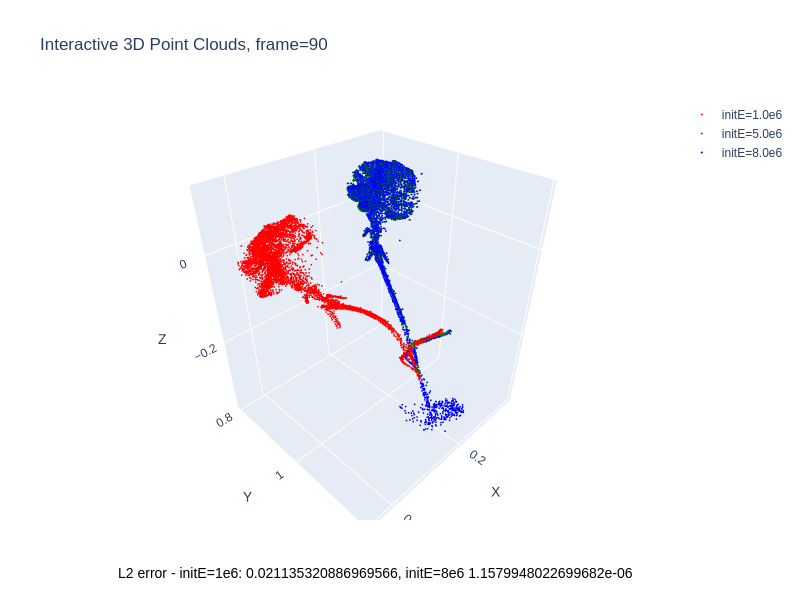 Interactive 3D Point Clouds, frame=90
initE=1.0e6
initE=5.0e6
initE=8.0e6
0
Z
−0.2
0.8
1
Y
0.2
X
0
L2 error - initE=1e6: 0.021135320886969566, initE=8e6 1.1579948022699682e-06